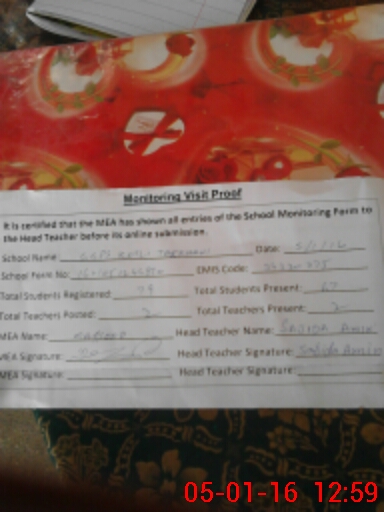 Monitoring Visit Proof
It is certified that the MEA has shown all entries of the School Monitoring Form to
the Head Teacher before its online submission.
School Name: Date: 5/1/16
School Form No: EMIS Code:
Total Students Registered: Total Students Present: 67
Total Teachers Posted: 2 Total Teachers Present: 2
MEA Name: Head Teacher Name: SAJIDA Amin
MEA Signature: Head Teacher Signature: Sajida Amin
MEA Signature: Head Teacher Signature:
05-01-16 12:59